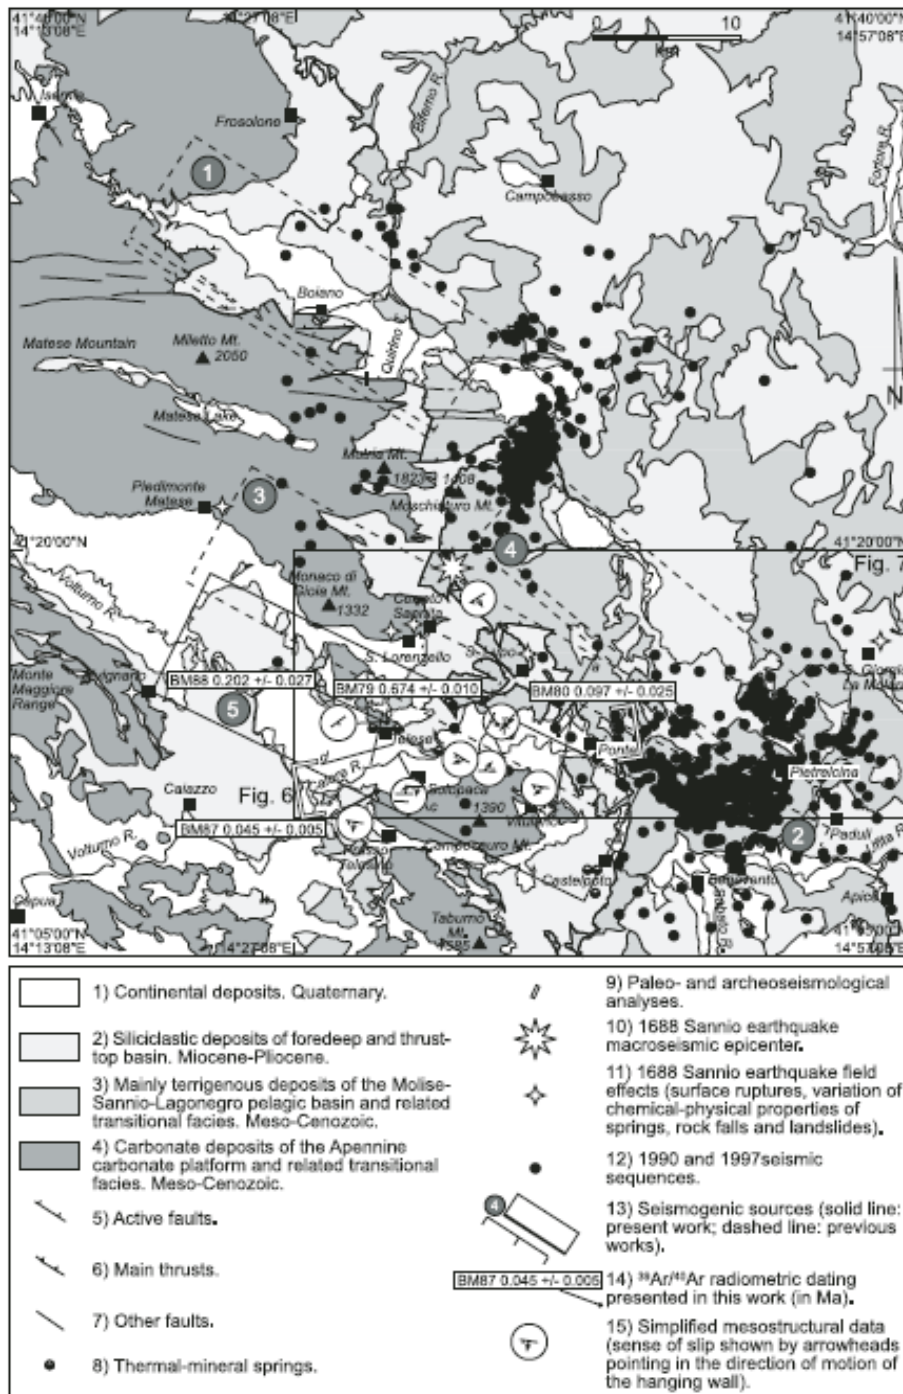 41°40'00"N
14°13'08"E
14°27'08"E
0
10
km
41°40'00"N
14°57'08"E
Frosolone
Biferno R.
Fortore R.
1
Campobasso
Boiano
Quirino
Matese Mountain
Miletto Mt.
2050
N
Matese Lake
Mutria Mt.
1823
1408
Moschiaturo Mt.
Piedimonte
Matese
3
4
41°20'00"N
41°20'00"N
Fig. 7
Volturno R.
Monaco di
Gioia Mt.
1332
Cerreto
Sannita
S. Lorenzello
S. Lupo
S. Giorgio
La Molara
Monte
Maggiore
Range
BM88 0.202 +/- 0.027
BM79 0.674 +/- 0.010
BM80 0.097 +/- 0.025
5
Telese
Ponte
Pietrelcina
Calore R.
Caiazzo
Fig. 6
Solopaca
1390
Vitulano
BM87 0.045 +/- 0.005
2
Paduli
Volturno R.
Camposauro Mt.
Castelpoto
Benevento
Apice
Capua
Taburno
Mt.
41°05'00"N
14°13'08"E
14°27'08"E
41°05'00"N
14°57'08"E
1) Continental deposits. Quaternary.
2) Siliciclastic deposits of foredeep and thrust-
top basin. Miocene-Pliocene.
3) Mainly terrigenous deposits of the Molise-
Sannio-Lagonegro pelagic basin and related
transitional facies. Meso-Cenozoic.
4) Carbonate deposits of the Apennine
carbonate platform and related transitional
facies. Meso-Cenozoic.
5) Active faults.
6) Main thrusts.
7) Other faults.
8) Thermal-mineral springs.
9) Paleo- and archeoseismological
analyses.
10) 1688 Sannio earthquake
macroseismic epicenter.
11) 1688 Sannio earthquake field
effects (surface ruptures, variation of
chemical-physical properties of
springs, rock falls and landslides).
12) 1990 and 1997seismic
sequences.
4
13) Seismogenic sources (solid line:
present work; dashed line: previous
works).
BM87 0.045 +/- 0.005
14) ³⁹Ar/⁴⁰Ar radiometric dating
presented in this work (in Ma).
15) Simplified mesostructural data
(sense of slip shown by arrowheads
pointing in the direction of motion of
the hanging wall).